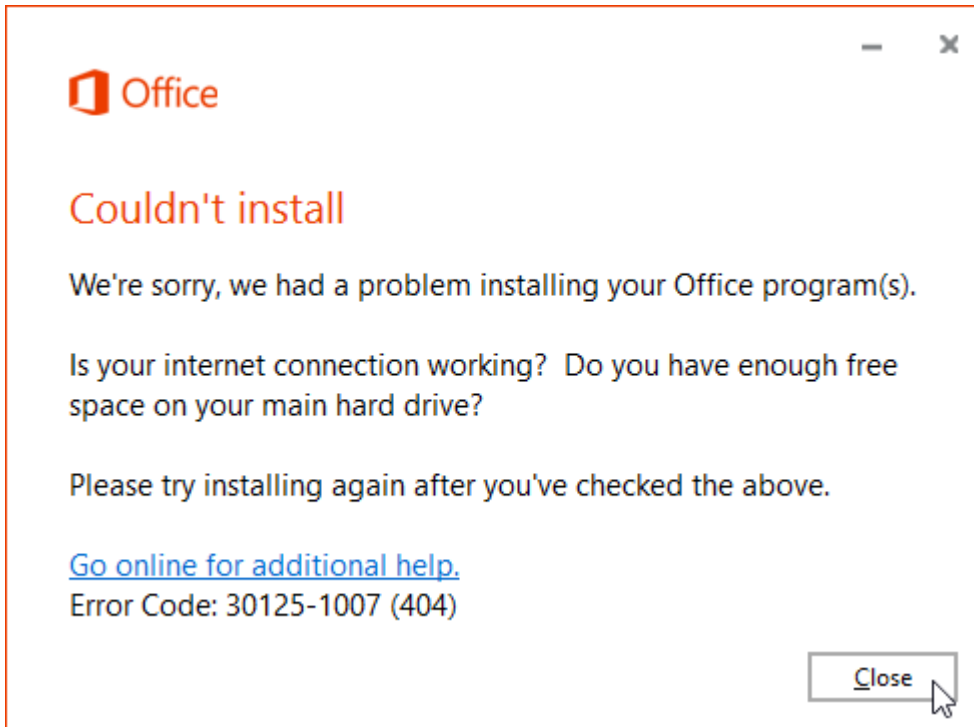 Office
Couldn't install
We're sorry, we had a problem installing your Office program(s).
Is your internet connection working?  Do you have enough free
space on your main hard drive?
Please try installing again after you've checked the above.
Go online for additional help.
Error Code: 30125-1007 (404)
Close